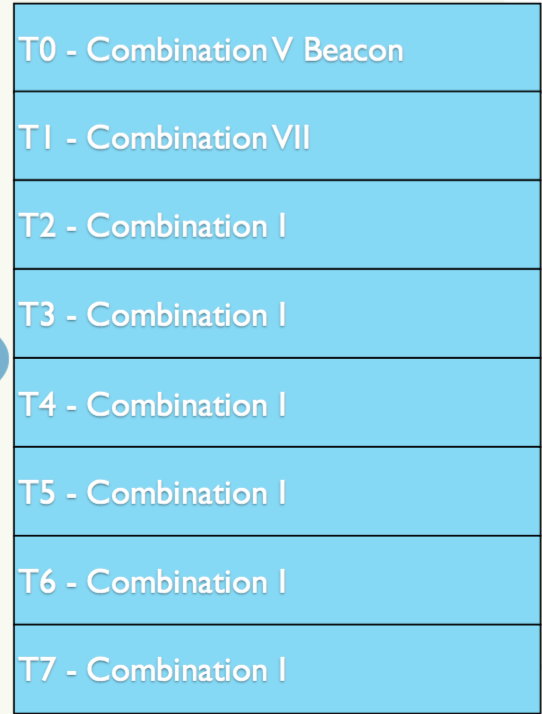 T0 - Combination V Beacon
T1 - Combination VII
T2 - Combination I
T3 - Combination I
T4 - Combination I
T5 - Combination I
T6 - Combination I
T7 - Combination I